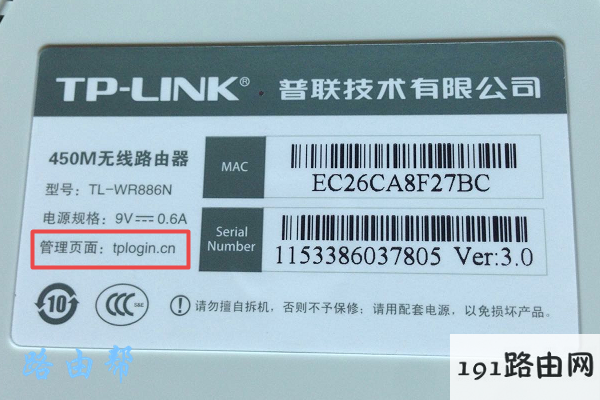 TP-LINK® 普联技术有限公司
450M无线路由器
型号：TL-WR886N
电源规格：9V⎓0.6A
管理页面：tplogin.cn
MAC
EC26CA8F27BC
Serial Number
1153386037805 Ver:3.0
10
CCC S&E
请勿擅自拆机，否则不予保修；请用配套电源，以免损坏产品。
路由帮
191路由网